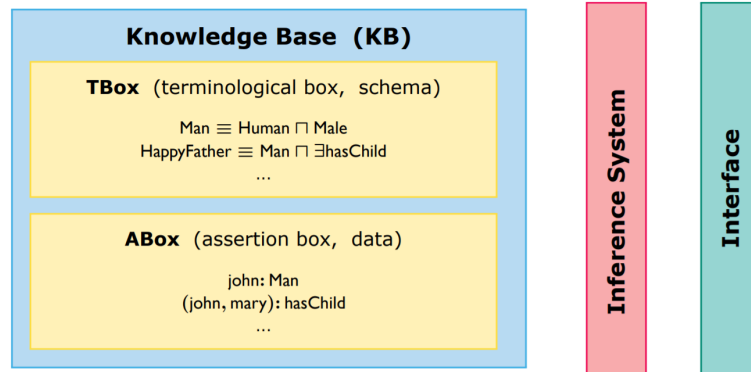 Knowledge Base (KB)
TBox (terminological box, schema)
Man ≡ Human ⊓ Male
HappyFather ≡ Man ⊓ ∃hasChild
...
ABox (assertion box, data)
john: Man
(john, mary): hasChild
...
Inference System
Interface